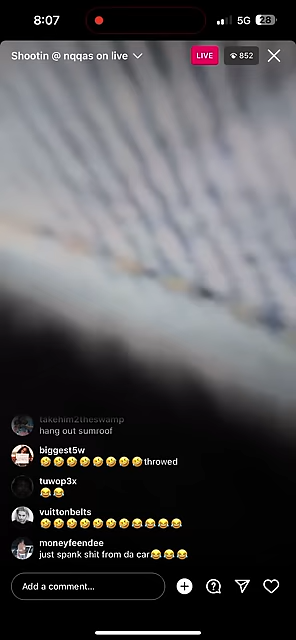 8:07
5G
28
Shootin @ nqqas on live
LIVE
852
takehim2theswamp
hang out sumroof
biggest5w
🤣🤣🤣🤣🤣🤣🤣🤣throwed
tuwop3x
😂😂
vuittonbelts
🤣🤣🤣🤣🤣🤣🤣😂😂😂😂
moneyfeendee
just spank shit from da car🤣🤣🤣
Add a comment...